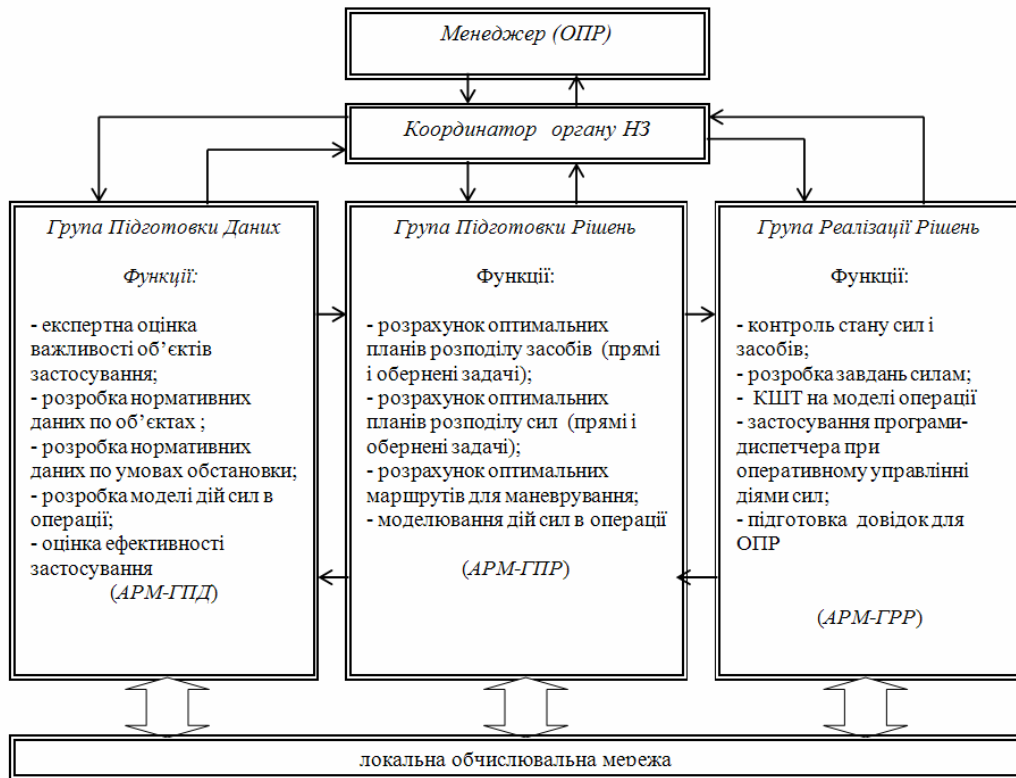 Менеджер (ОПР)
Координатор органу НЗ
Група Підготовки Даних
Функції:
- експертна оцінка
важливості об’єктів
застосування;
- розробка нормативних
даних по об’єктах ;
- розробка нормативних
даних по умовах обстановки;
- розробка моделі дій сил в
операції;
- оцінка ефективності
застосування
(АРМ-ГПД)
Група Підготовки Рішень
Функції:
- розрахунок оптимальних
планів розподілу засобів (прямі
і обернені задачі);
- розрахунок оптимальних
планів розподілу сил (прямі і
обернені задачі);
- розрахунок оптимальних
маршрутів для маневрування;
- моделювання дій сил в операції
(АРМ-ГПР)
Група Реалізації Рішень
Функції:
- контроль стану сил і
засобів;
- розробка завдань силам;
- КШТ на моделі операції
- застосування програми-
диспетчера при
оперативному управлінні
діями сил;
- підготовка довідок для
ОПР
(АРМ-ГРР)
локальна обчислювальна мережа